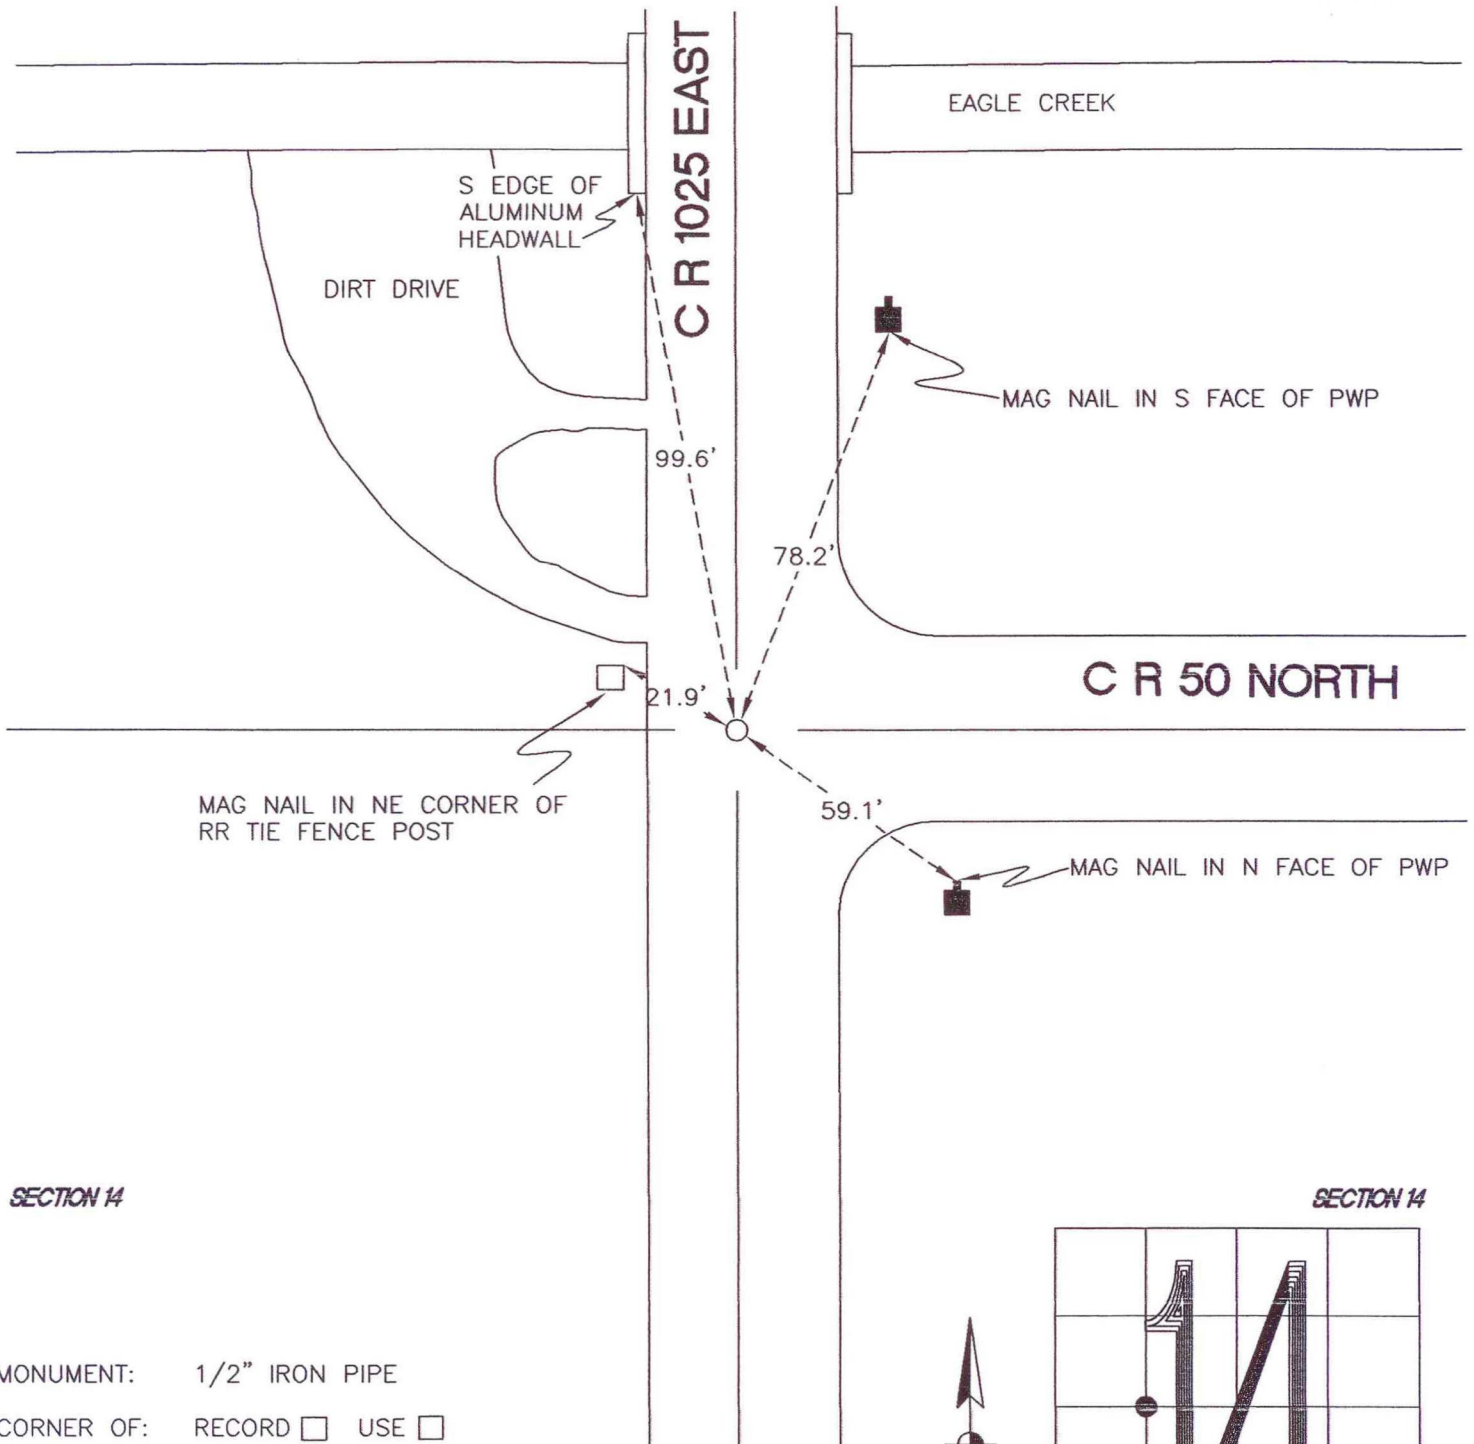 C R 1025 EAST
EAGLE CREEK
S EDGE OF
ALUMINUM
HEADWALL
DIRT DRIVE
MAG NAIL IN S FACE OF PWP
99.6'
78.2'
C R 50 NORTH
21.9'
MAG NAIL IN NE CORNER OF
RR TIE FENCE POST
59.1'
MAG NAIL IN N FACE OF PWP
SECTION 14
SECTION 14
14
MONUMENT: 1/2" IRON PIPE
CORNER OF: RECORD USE